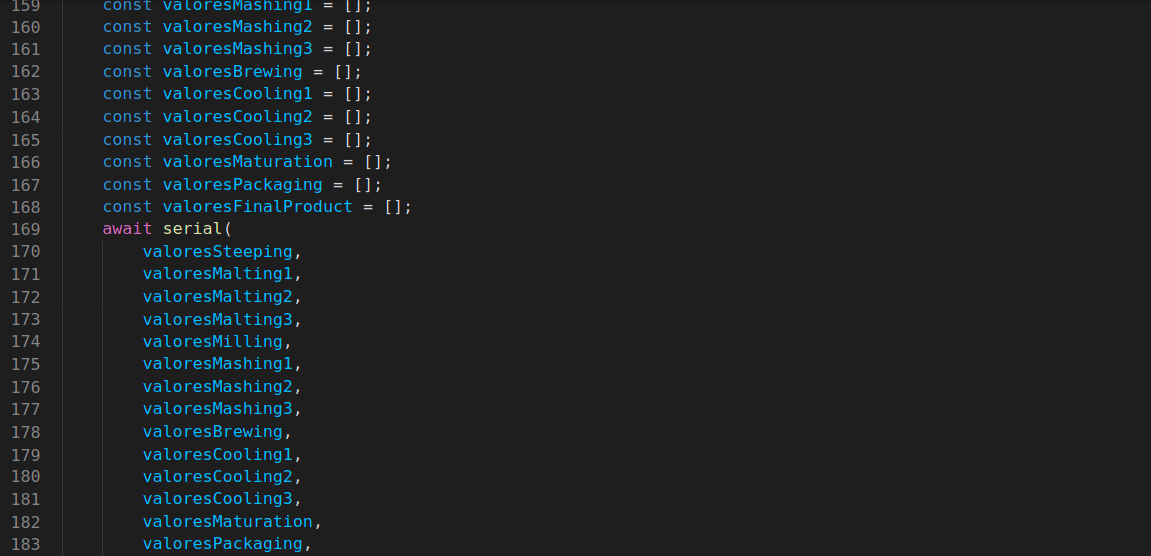 159 const valoresMashing1 = [];
160 const valoresMashing2 = [];
161 const valoresMashing3 = [];
162 const valoresBrewing = [];
163 const valoresCooling1 = [];
164 const valoresCooling2 = [];
165 const valoresCooling3 = [];
166 const valoresMaturation = [];
167 const valoresPackaging = [];
168 const valoresFinalProduct = [];
169 await serial(
170 valoresSteeping,
171 valoresMalting1,
172 valoresMalting2,
173 valoresMalting3,
174 valoresMilling,
175 valoresMashing1,
176 valoresMashing2,
177 valoresMashing3,
178 valoresBrewing,
179 valoresCooling1,
180 valoresCooling2,
181 valoresCooling3,
182 valoresMaturation,
183 valoresPackaging,